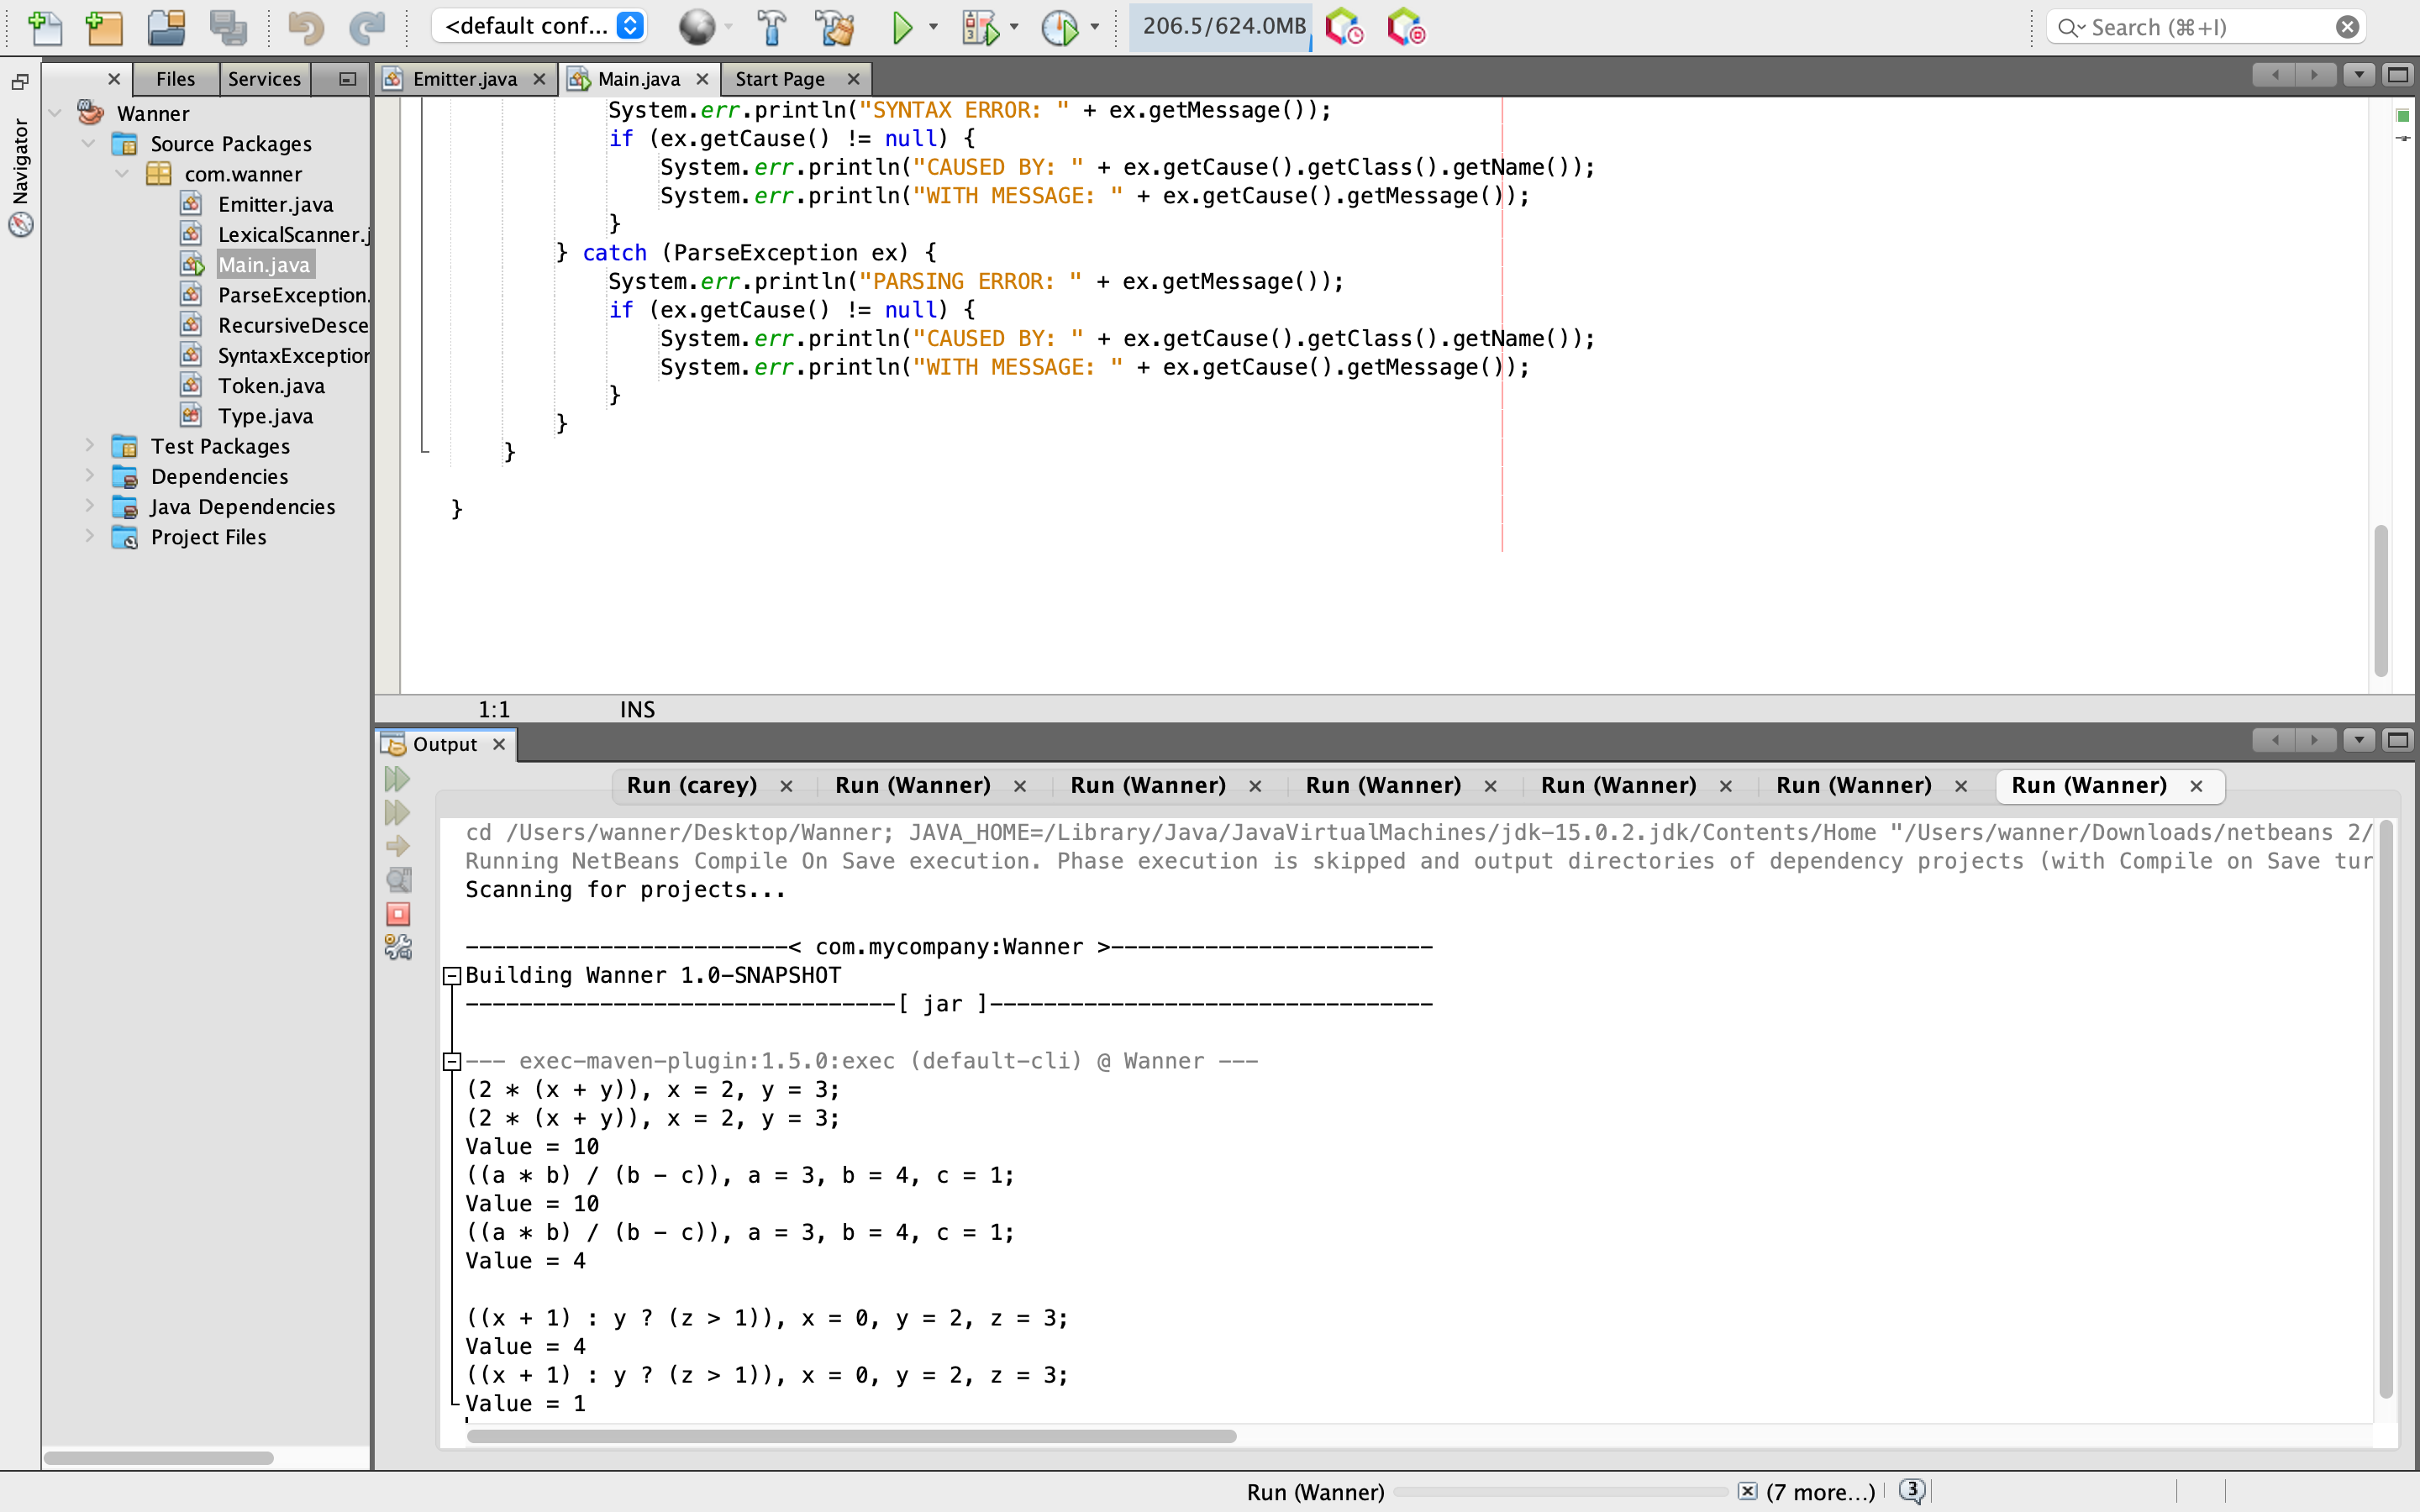 <default conf...
206.5/624.0MB
Search (⌘+I)
Files
Services
Emitter.java
Main.java
Start Page
Navigator
Wanner
Source Packages
com.wanner
Emitter.java
LexicalScanner.j
Main.java
ParseException.
RecursiveDesce
SyntaxException
Token.java
Type.java
Test Packages
Dependencies
Java Dependencies
Project Files
System.err.println("SYNTAX ERROR: " + ex.getMessage());
if (ex.getCause() != null) {
System.err.println("CAUSED BY: " + ex.getCause().getClass().getName());
System.err.println("WITH MESSAGE: " + ex.getCause().getMessage());
}
} catch (ParseException ex) {
System.err.println("PARSING ERROR: " + ex.getMessage());
if (ex.getCause() != null) {
System.err.println("CAUSED BY: " + ex.getCause().getClass().getName());
System.err.println("WITH MESSAGE: " + ex.getCause().getMessage());
}
}
}
}
1:1 INS
Output
Run (carey)
Run (Wanner)
Run (Wanner)
Run (Wanner)
Run (Wanner)
Run (Wanner)
Run (Wanner)
cd /Users/wanner/Desktop/Wanner; JAVA_HOME=/Library/Java/JavaVirtualMachines/jdk-15.0.2.jdk/Contents/Home "/Users/wanner/Downloads/netbeans 2/
Running NetBeans Compile On Save execution. Phase execution is skipped and output directories of dependency projects (with Compile on Save tur
Scanning for projects...
------------------------< com.mycompany:Wanner >------------------------
Building Wanner 1.0-SNAPSHOT
--------------------------------[ jar ]---------------------------------
--- exec-maven-plugin:1.5.0:exec (default-cli) @ Wanner ---
(2 * (x + y)), x = 2, y = 3;
(2 * (x + y)), x = 2, y = 3;
Value = 10
((a * b) / (b - c)), a = 3, b = 4, c = 1;
Value = 10
((a * b) / (b - c)), a = 3, b = 4, c = 1;
Value = 4
((x + 1) : y ? (z > 1)), x = 0, y = 2, z = 3;
Value = 4
((x + 1) : y ? (z > 1)), x = 0, y = 2, z = 3;
Value = 1
Run (Wanner)
(7 more...)
3